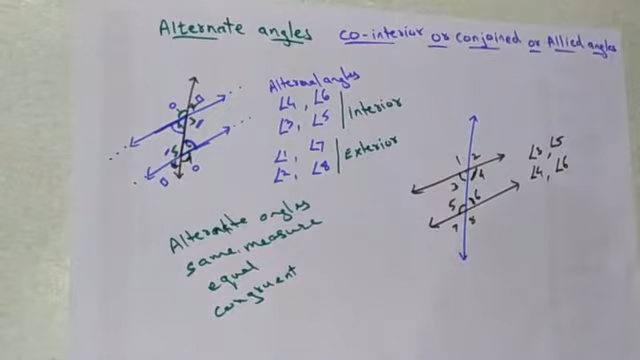 Alternate angles
co-interior or conjoined or Allied angles
Alternal angles
∠4, ∠6
∠3, ∠5
Interior
∠1, ∠7
∠2, ∠8
Exterior
Alternate angles
same measure
equal
congruent
1 2
3 4
5 6
7 8
∠3, ∠5
∠4, ∠6